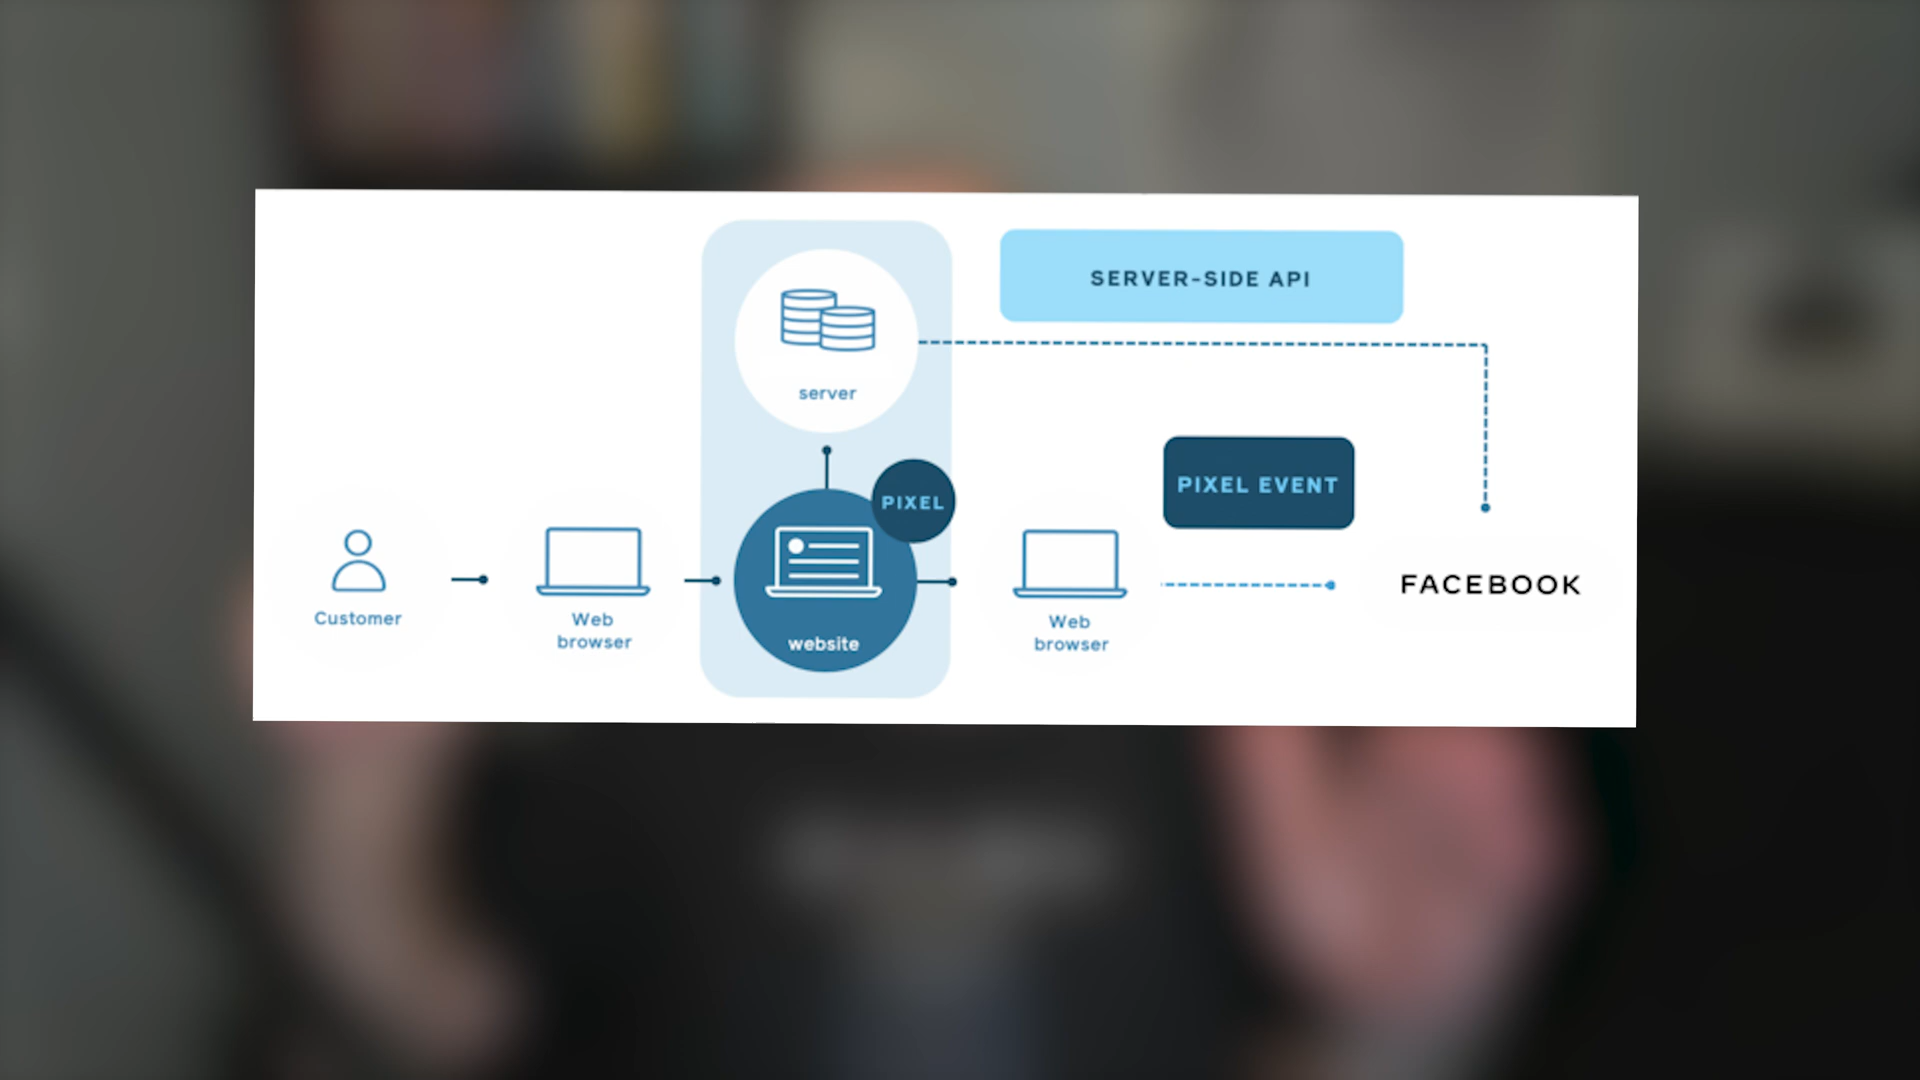 SERVER-SIDE API
server
PIXEL
PIXEL EVENT
Customer
Web
browser
website
Web
browser
FACEBOOK